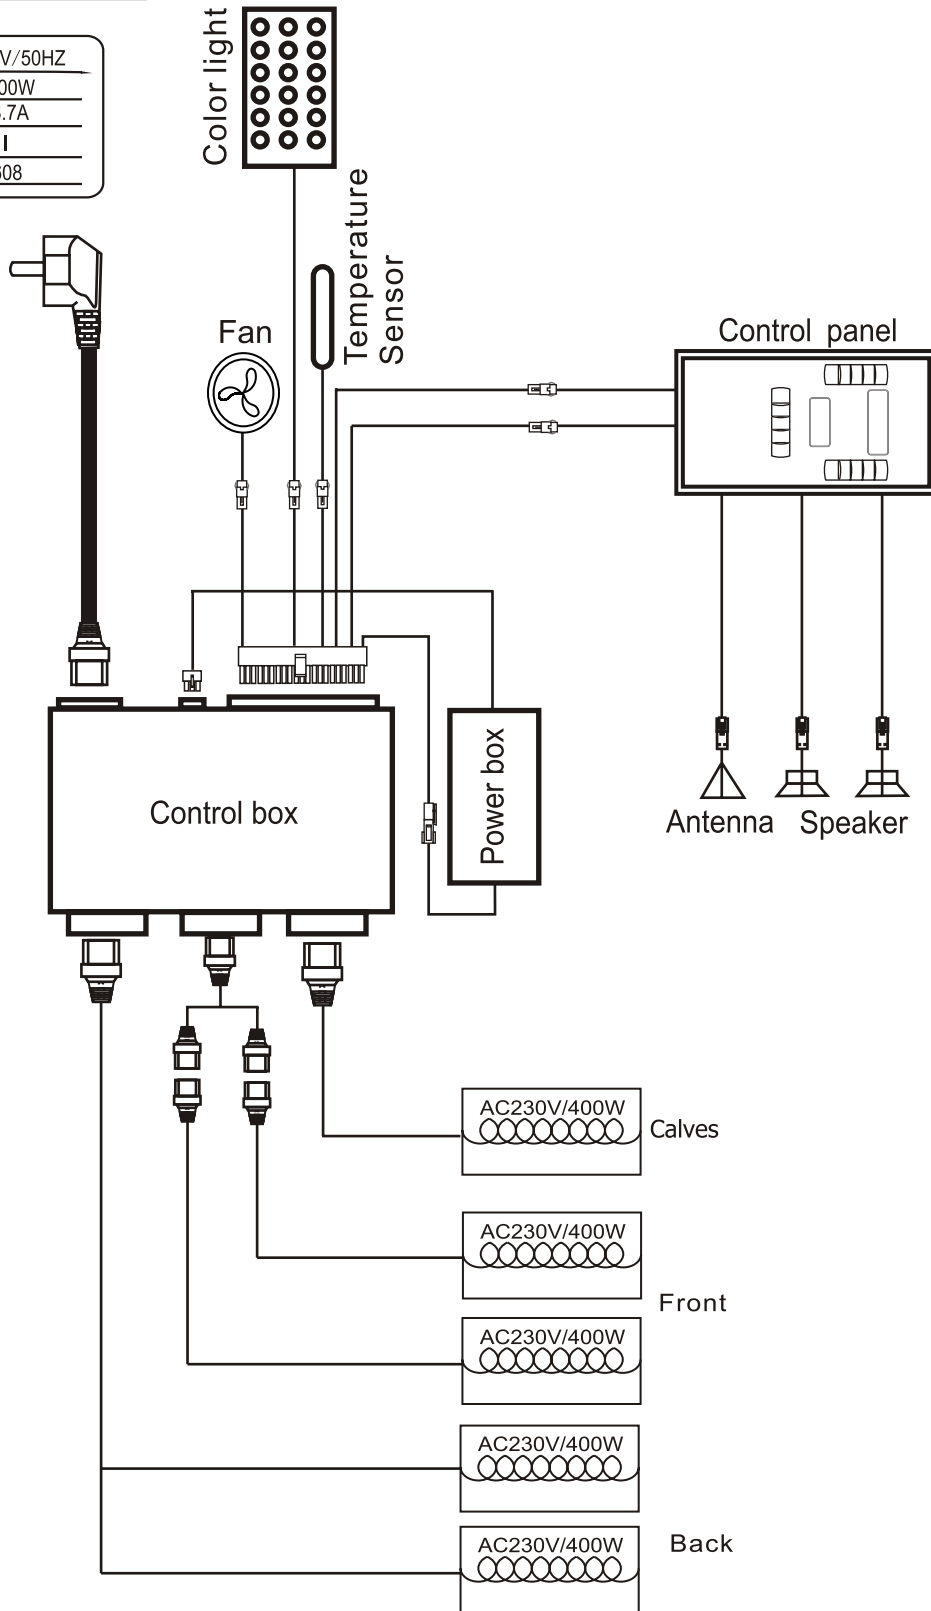 V/50HZ
00W
.7A
I
608
Color light
Temperature
Sensor
Fan
Control panel
Control box
Power box
Antenna
Speaker
AC230V/400W
Calves
AC230V/400W
Front
AC230V/400W
AC230V/400W
Back
AC230V/400W